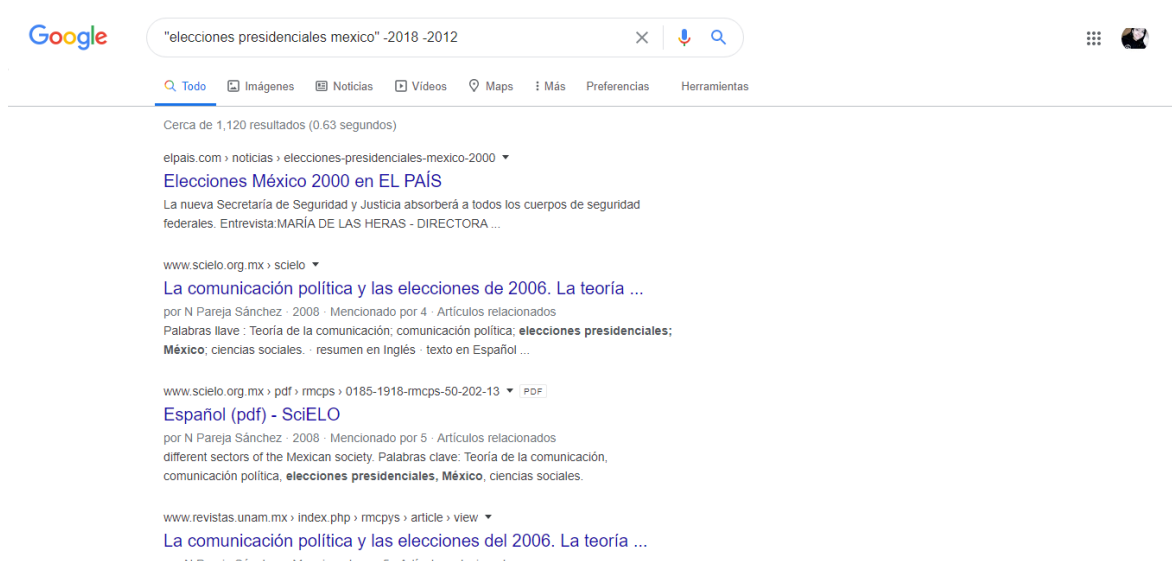 Google
"elecciones presidenciales mexico" -2018 -2012
Todo Imágenes Noticias Vídeos Maps Más Preferencias Herramientas
Cerca de 1,120 resultados (0.63 segundos)
elpais.com › noticias › elecciones-presidenciales-mexico-2000
Elecciones México 2000 en EL PAÍS
La nueva Secretaría de Seguridad y Justicia absorberá a todos los cuerpos de seguridad
federales. Entrevista:MARÍA DE LAS HERAS - DIRECTORA ...
www.scielo.org.mx › scielo
La comunicación política y las elecciones de 2006. La teoría ...
por N Pareja Sánchez · 2008 · Mencionado por 4 · Artículos relacionados
Palabras llave : Teoría de la comunicación; comunicación política; elecciones presidenciales;
México; ciencias sociales. · resumen en Inglés · texto en Español ...
www.scielo.org.mx › pdf › rmcps › 0185-1918-rmcps-50-202-13 PDF
Español (pdf) - SciELO
por N Pareja Sánchez · 2008 · Mencionado por 5 · Artículos relacionados
different sectors of the Mexican society. Palabras clave: Teoría de la comunicación,
comunicación política, elecciones presidenciales, México, ciencias sociales.
www.revistas.unam.mx › index.php › rmcpys › article › view
La comunicación política y las elecciones del 2006. La teoría ...